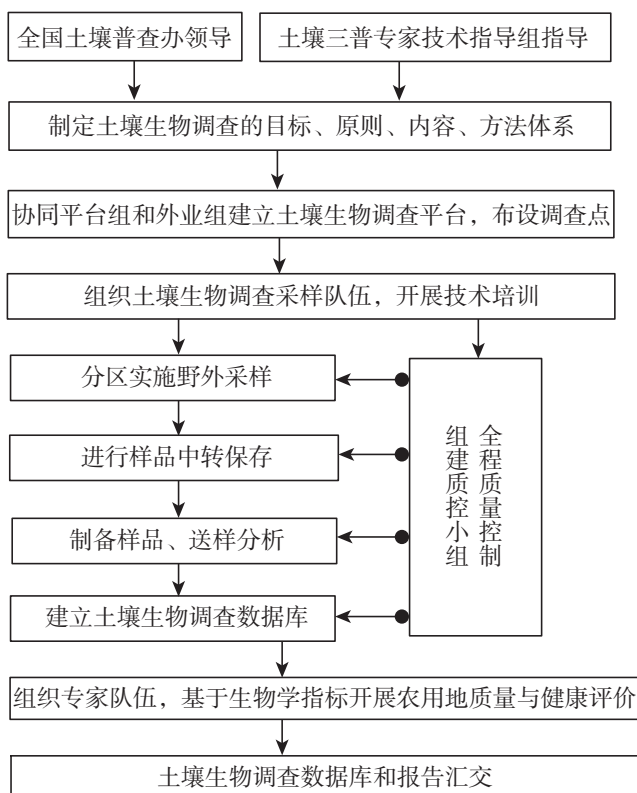 全国土壤普查办领导
土壤三普专家技术指导组指导
制定土壤生物调查的目标、原则、内容、方法体系
协同平台组和外业组建立土壤生物调查平台，布设调查点
组织土壤生物调查采样队伍，开展技术培训
分区实施野外采样
进行样品中转保存
制备样品、送样分析
建立土壤生物调查数据库
组建质控小组
全程质量控制
组织专家队伍，基于生物学指标开展农用地质量与健康评价
土壤生物调查数据库和报告汇交